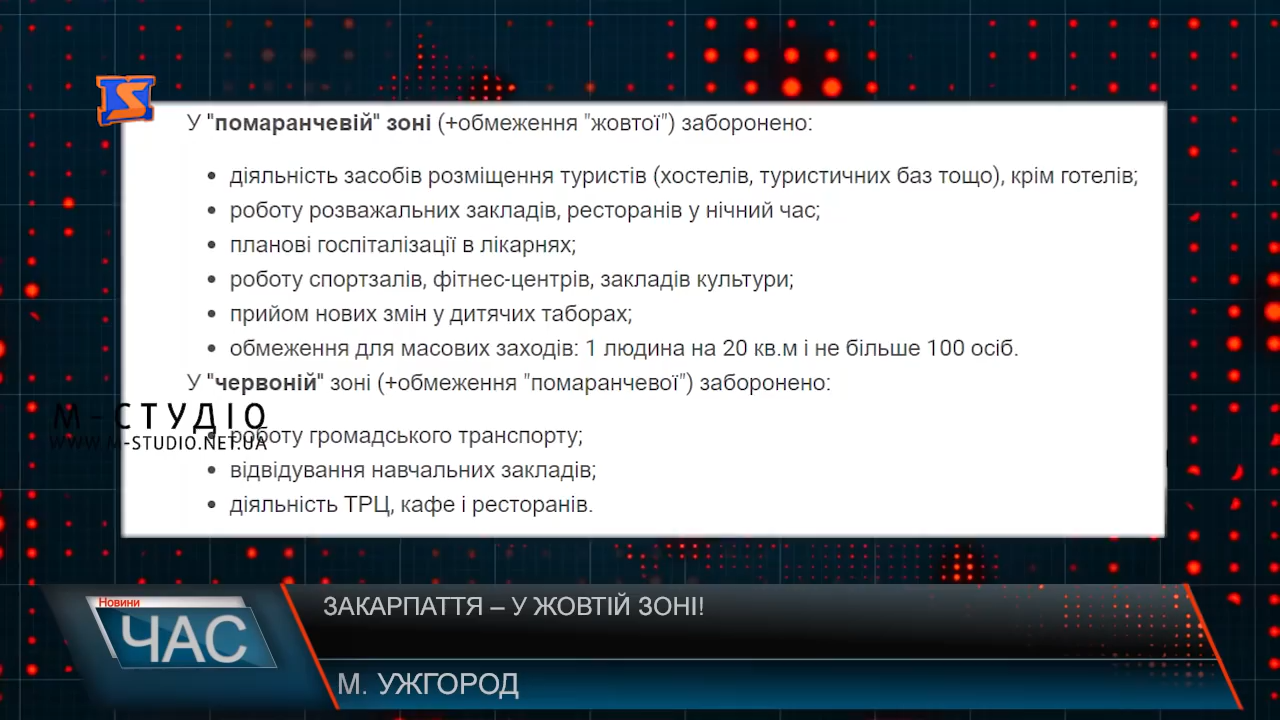 У "помаранчевій" зоні (+обмеження "жовтої") заборонено:
діяльність засобів розміщення туристів (хостелів, туристичних баз тощо), крім готелів;
роботу розважальних закладів, ресторанів у нічний час;
планові госпіталізації в лікарнях;
роботу спортзалів, фітнес-центрів, закладів культури;
прийом нових змін у дитячих таборах;
обмеження для масових заходів: 1 людина на 20 кв.м і не більше 100 осіб.
У "червоній" зоні (+обмеження "помаранчевої") заборонено:
М-СТУДІО
роботу громадського транспорту;
WWW.M-STUDIO.NET.UA
відвідування навчальних закладів;
діяльність ТРЦ, кафе і ресторанів.
Новини
ЧАС
ЗАКАРПАТТЯ – У ЖОВТІЙ ЗОНІ!
М. УЖГОРОД